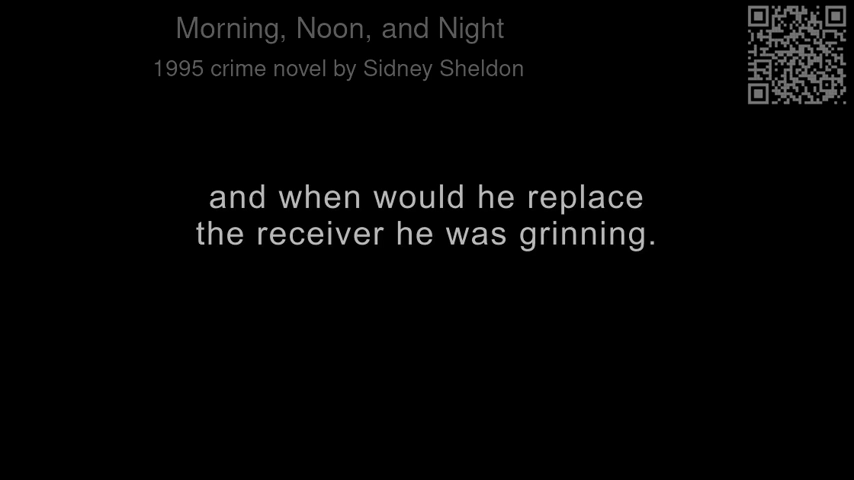 Morning, Noon, and Night
1995 crime novel by Sidney Sheldon
and when would he replace
the receiver he was grinning.